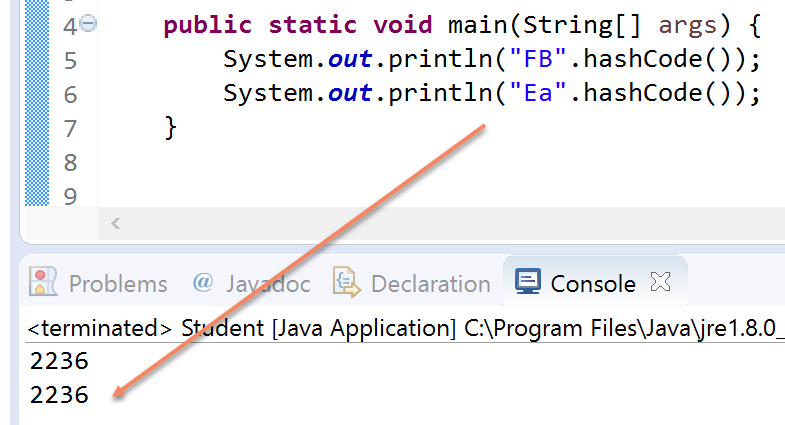 4 public static void main(String[] args) {
5 System.out.println("FB".hashCode());
6 System.out.println("Ea".hashCode());
7 }
8
9
Problems @ Javadoc Declaration Console
<terminated> Student [Java Application] C:\Program Files\Java\jre1.8.0_
2236
2236